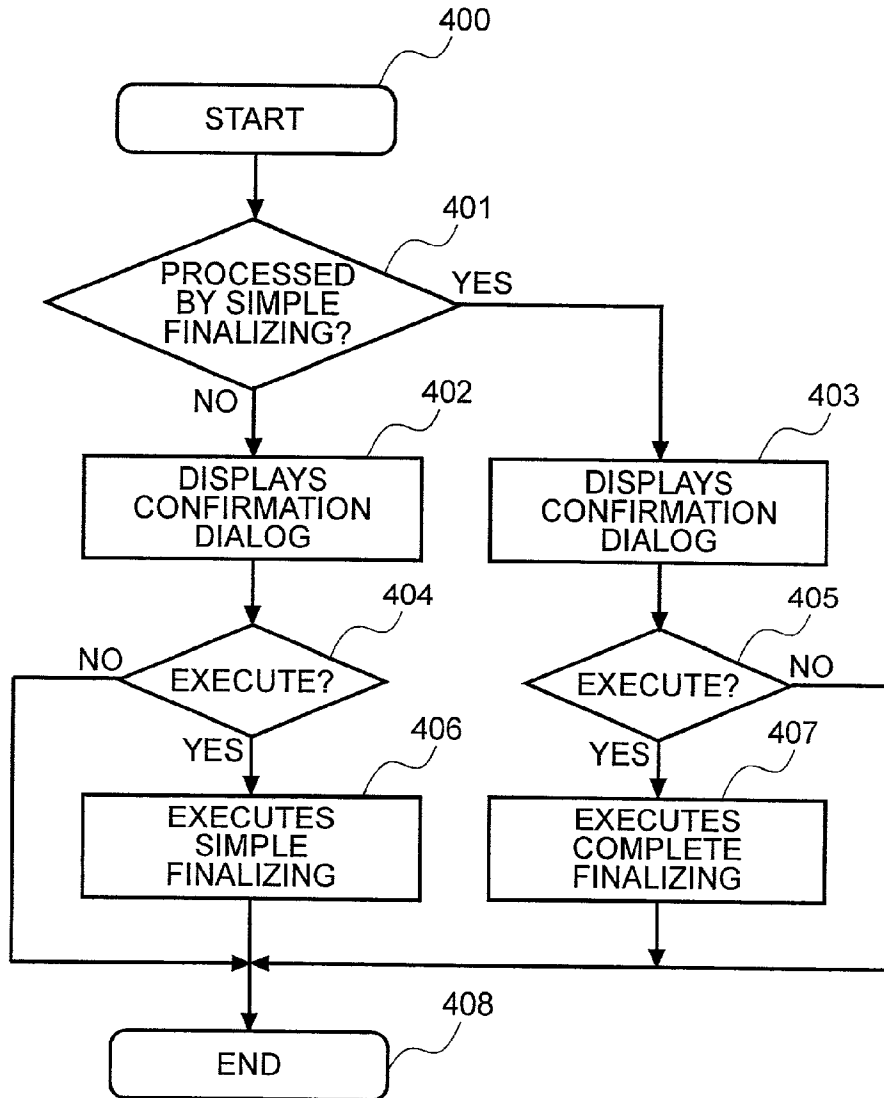 400
START
401
PROCESSED
BY SIMPLE
FINALIZING?
YES
NO
402
403
DISPLAYS
CONFIRMATION
DIALOG
DISPLAYS
CONFIRMATION
DIALOG
404
405
NO
EXECUTE?
EXECUTE?
NO
YES
406
YES
407
EXECUTES
SIMPLE
FINALIZING
EXECUTES
COMPLETE
FINALIZING
408
END